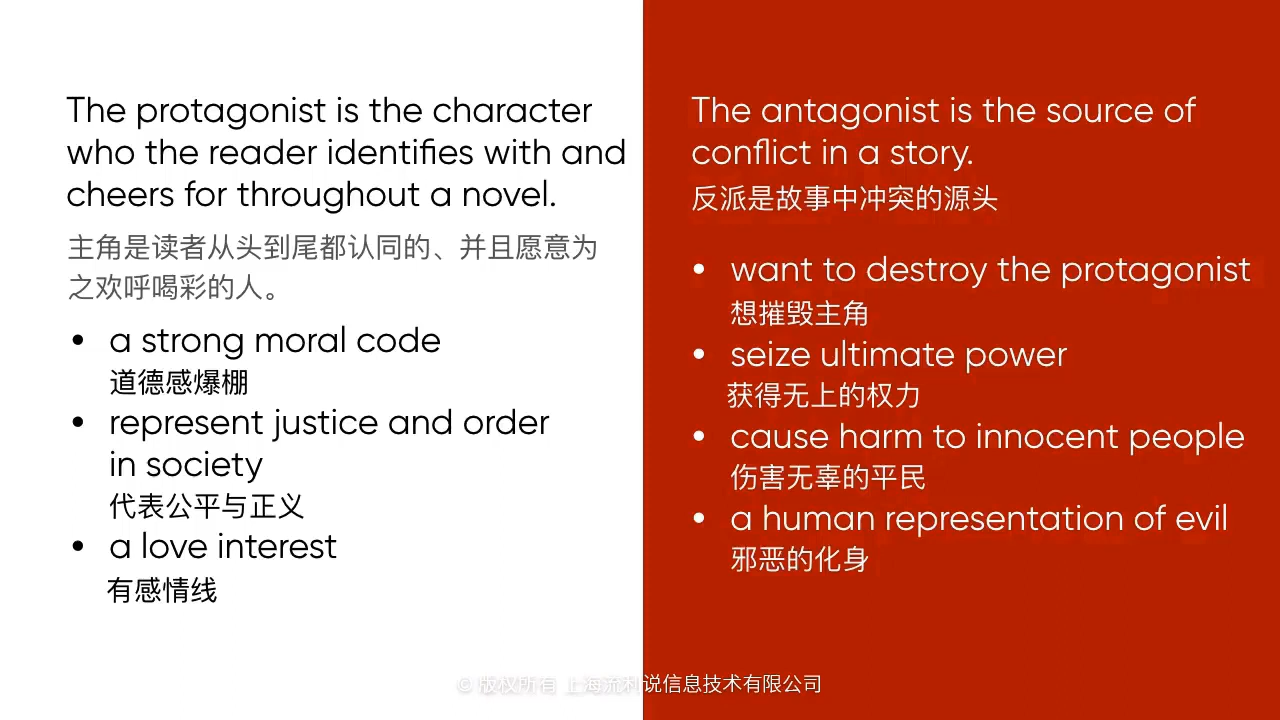 The protagonist is the character
who the reader identifies with and
cheers for throughout a novel.
主角是读者从头到尾都认同的、并且愿意为
之欢呼喝彩的人。
• a strong moral code
道德感爆棚
• represent justice and order
in society
代表公平与正义
• a love interest
有感情线
The antagonist is the source of
conflict in a story.
反派是故事中冲突的源头
• want to destroy the protagonist
想摧毁主角
• seize ultimate power
获得无上的权力
• cause harm to innocent people
伤害无辜的平民
• a human representation of evil
邪恶的化身
© 版权所有 上海流利说信息技术有限公司